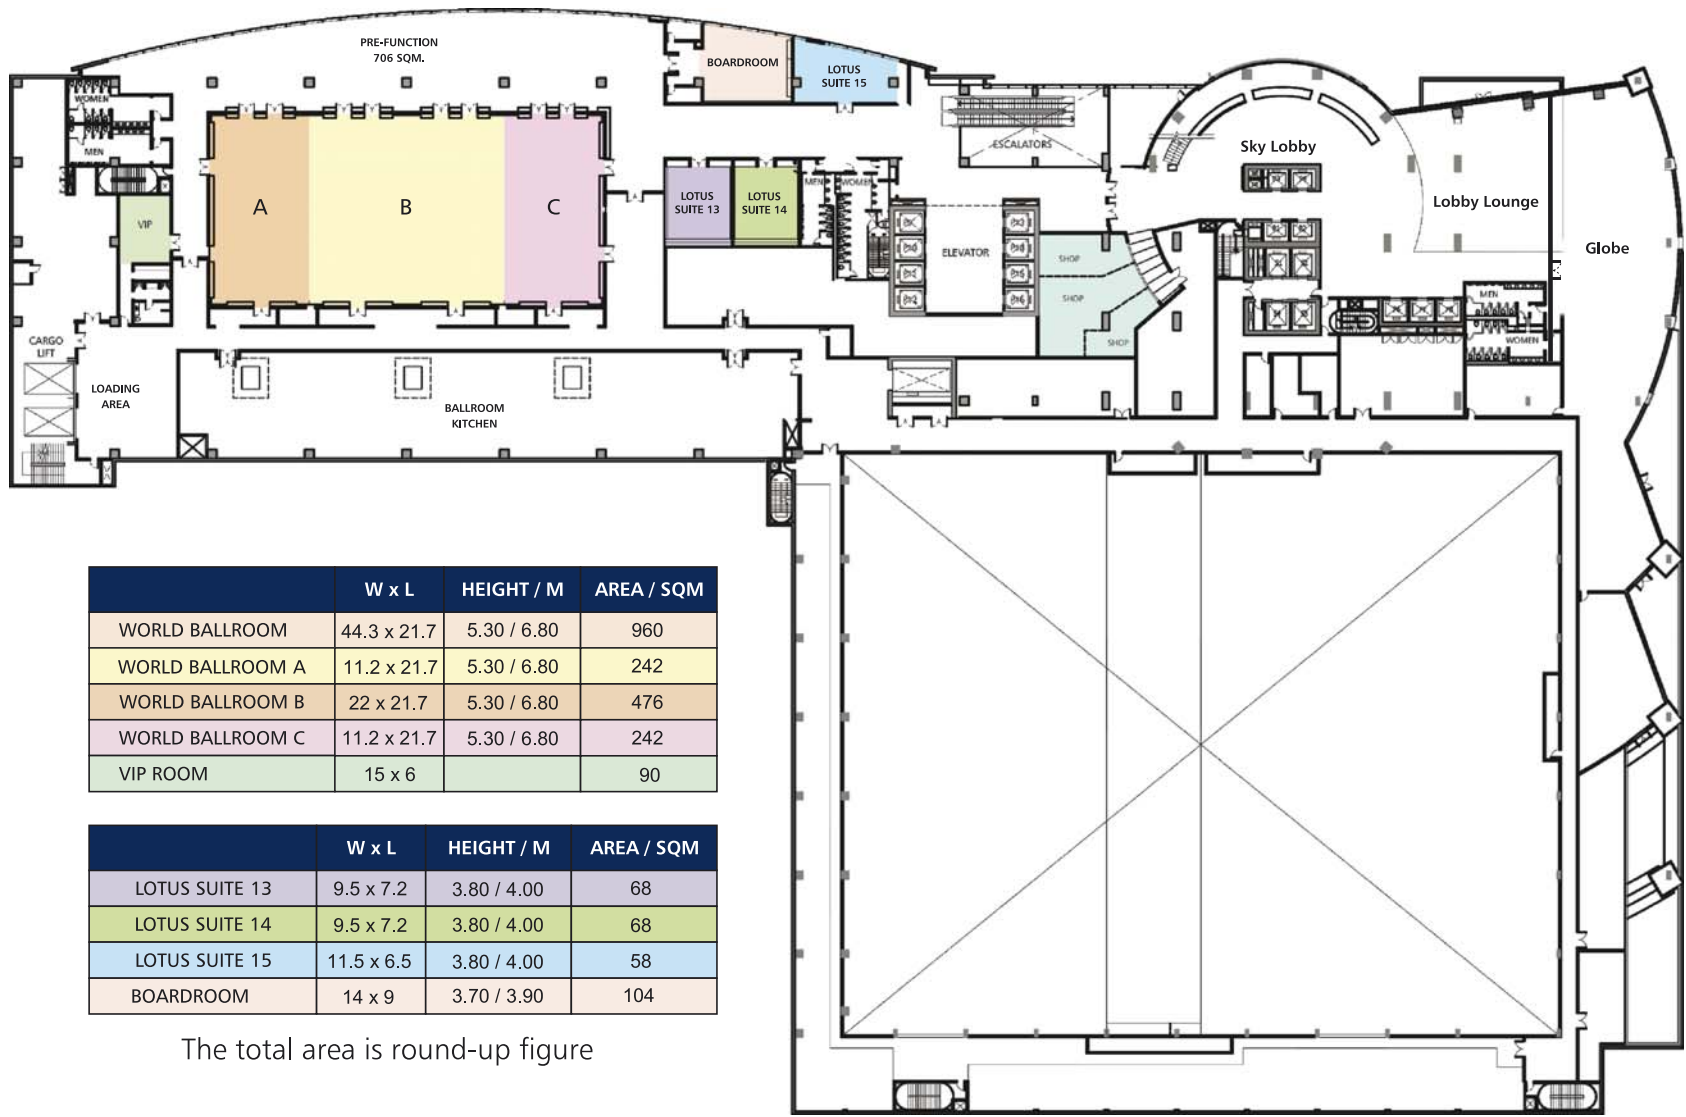 PRE-FUNCTION
706 SQM.
BOARDROOM
LOTUS
SUITE 15
WOMEN
MEN
ESCALATORS
Sky Lobby
Lobby Lounge
Globe
A
B
C
VIP
LOTUS
SUITE 13
LOTUS
SUITE 14
MEN
WOMEN
ELEVATOR
SHOP
SHOP
SHOP
MEN
WOMEN
CARGO
LIFT
LOADING
AREA
BALLROOM
KITCHEN
W x L HEIGHT / M AREA / SQM
WORLD BALLROOM 44.3 x 21.7 5.30 / 6.80 960
WORLD BALLROOM A 11.2 x 21.7 5.30 / 6.80 242
WORLD BALLROOM B 22 x 21.7 5.30 / 6.80 476
WORLD BALLROOM C 11.2 x 21.7 5.30 / 6.80 242
VIP ROOM 15 x 6 90
W x L HEIGHT / M AREA / SQM
LOTUS SUITE 13 9.5 x 7.2 3.80 / 4.00 68
LOTUS SUITE 14 9.5 x 7.2 3.80 / 4.00 68
LOTUS SUITE 15 11.5 x 6.5 3.80 / 4.00 58
BOARDROOM 14 x 9 3.70 / 3.90 104
The total area is round-up figure